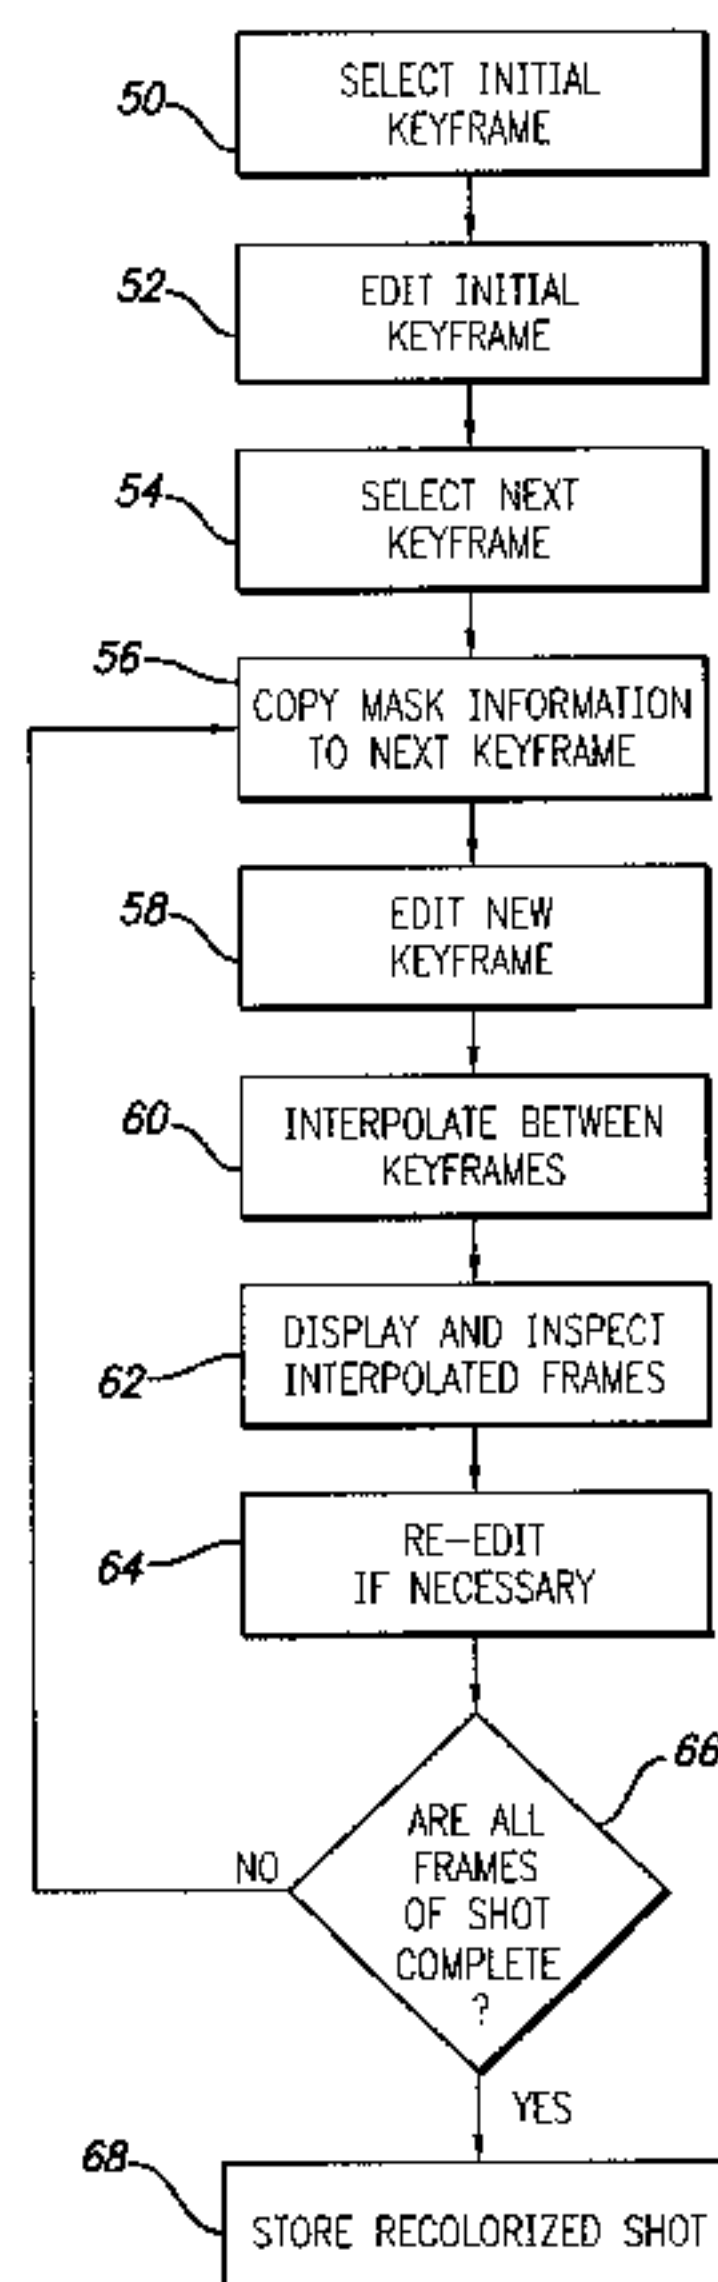 50
SELECT INITIAL
KEYFRAME
52
EDIT INITIAL
KEYFRAME
54
SELECT NEXT
KEYFRAME
56
COPY MASK INFORMATION
TO NEXT KEYFRAME
58
EDIT NEW
KEYFRAME
60
INTERPOLATE BETWEEN
KEYFRAMES
62
DISPLAY AND INSPECT
INTERPOLATED FRAMES
64
RE-EDIT
IF NECESSARY
66
ARE ALL
FRAMES
OF SHOT
COMPLETE
?
NO
YES
68
STORE RECOLORIZED SHOT